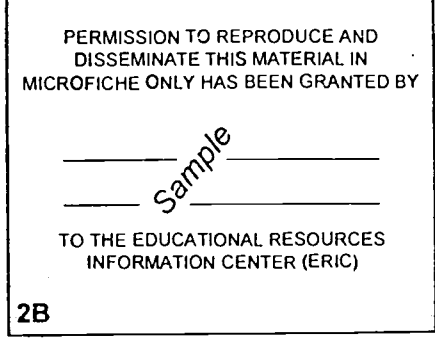 PERMISSION TO REPRODUCE AND
DISSEMINATE THIS MATERIAL IN
MICROFICHE ONLY HAS BEEN GRANTED BY
Sample
TO THE EDUCATIONAL RESOURCES
INFORMATION CENTER (ERIC)
2B